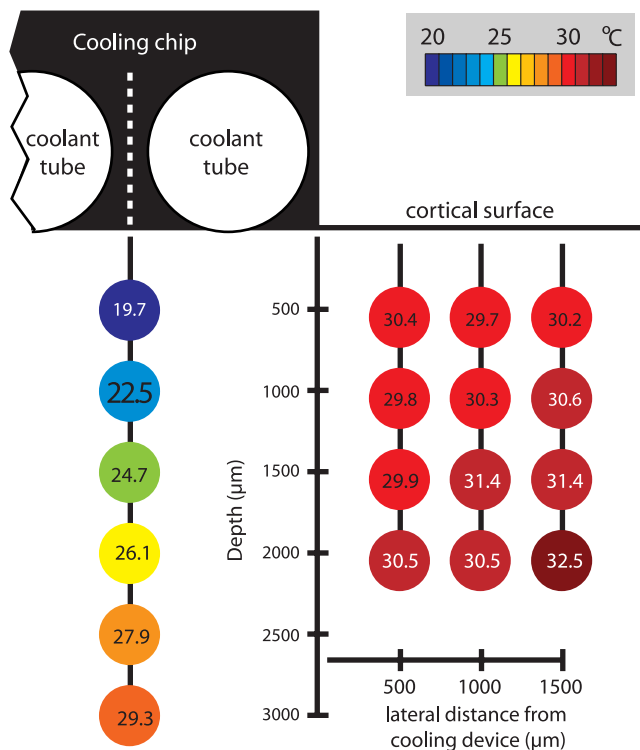 Cooling chip
20 25 30 °C
coolant
tube
coolant
tube
cortical surface
19.7
22.5
24.7
26.1
27.9
29.3
Depth (µm)
500
1000
1500
2000
2500
3000
30.4 29.7 30.2
29.8 30.3 30.6
29.9 31.4 31.4
30.5 30.5 32.5
500 1000 1500
lateral distance from
cooling device (µm)